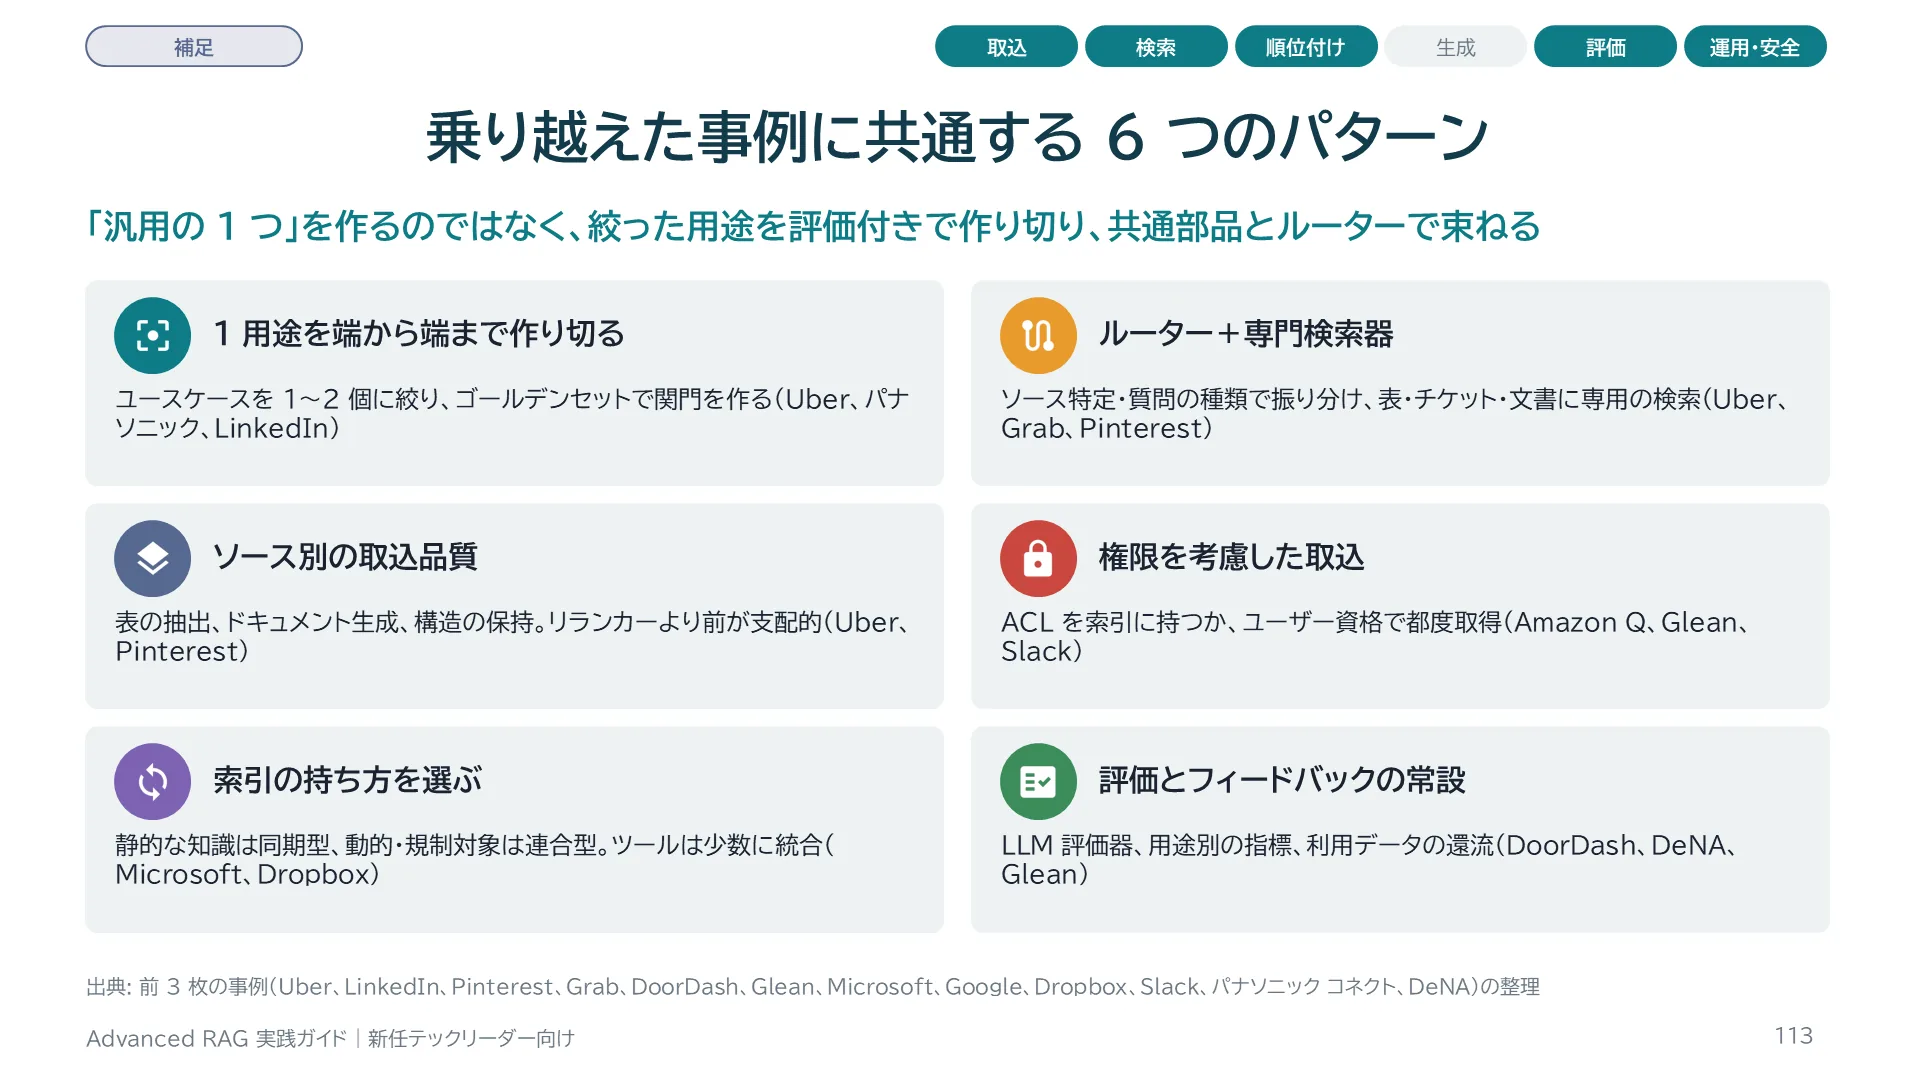 補足
取込
検索
順位付け
生成
評価
運用・安全
乗り越えた事例に共通する 6 つのパターン
「汎用の 1 つ」を作るのではなく、絞った用途を評価付きで作り切り、共通部品とルーターで束ねる
1 用途を端から端まで作り切る
ユースケースを 1〜2 個に絞り、ゴールデンセットで関門を作る（Uber、パナ
ソニック、LinkedIn）
ルーター＋専門検索器
ソース特定・質問の種類で振り分け、表・チケット・文書に専用の検索（Uber、
Grab、Pinterest）
ソース別の取込品質
表の抽出、ドキュメント生成、構造の保持。リランカーより前が支配的（Uber、
Pinterest）
権限を考慮した取込
ACL を索引に持つか、ユーザー資格で都度取得（Amazon Q、Glean、
Slack）
索引の持ち方を選ぶ
静的な知識は同期型、動的・規制対象は連合型。ツールは少数に統合（
Microsoft、Dropbox）
評価とフィードバックの常設
LLM 評価器、用途別の指標、利用データの還流（DoorDash、DeNA、
Glean）
出典: 前 3 枚の事例（Uber、LinkedIn、Pinterest、Grab、DoorDash、Glean、Microsoft、Google、Dropbox、Slack、パナソニック コネクト、DeNA）の整理
Advanced RAG 実践ガイド｜新任テックリーダー向け
113